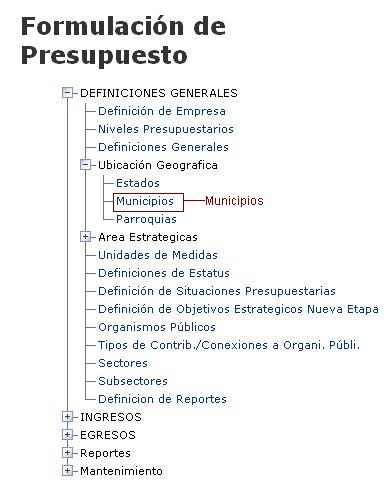 Formulación de
Presupuesto
DEFINICIONES GENERALES
Definición de Empresa
Niveles Presupuestarios
Definiciones Generales
Ubicación Geografica
Estados
Municipios Municipios
Parroquias
Area Estrategicas
Unidades de Medidas
Definiciones de Estatus
Definición de Situaciones Presupuestarias
Definición de Objetivos Estrategicos Nueva Etapa
Organismos Públicos
Tipos de Contrib./Conexiones a Organi. Públi.
Sectores
Subsectores
Definicion de Reportes
INGRESOS
EGRESOS
Reportes
Mantenimiento